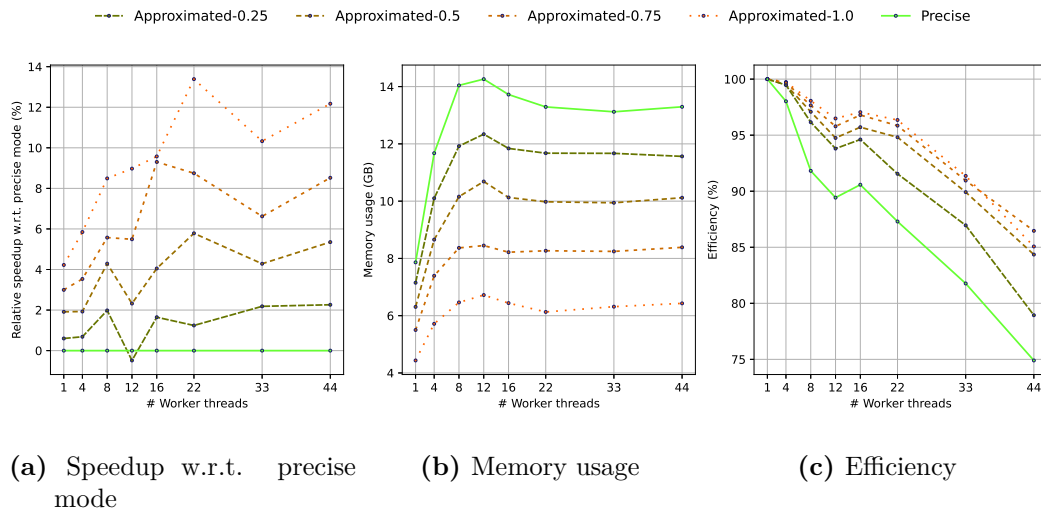 Approximated-0.25 Approximated-0.5 Approximated-0.75 Approximated-1.0 Precise
Relative speedup w.r.t. precise mode (%)
14
12
10
8
6
4
2
0
1 4 8 12 16 22 33 44
# Worker threads
Memory usage (GB)
14
12
10
8
6
4
1 4 8 12 16 22 33 44
# Worker threads
Efficiency (%)
100
95
90
85
80
75
1 4 8 12 16 22 33 44
# Worker threads
(a) Speedup w.r.t. precise
mode
(b) Memory usage
(c) Efficiency